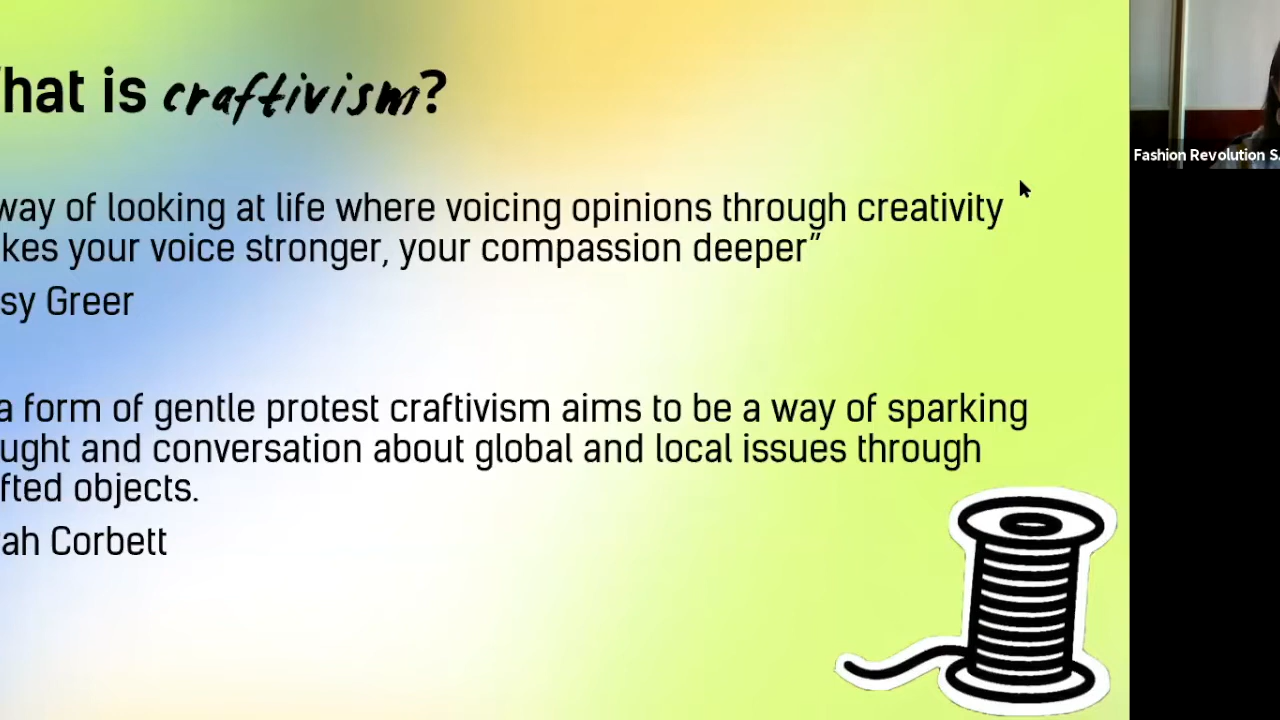 hat is craftivism?
way of looking at life where voicing opinions through creativity
kes your voice stronger, your compassion deeper”
sy Greer
a form of gentle protest craftivism aims to be a way of sparking
ught and conversation about global and local issues through
fted objects.
ah Corbett
Fashion Revolution S